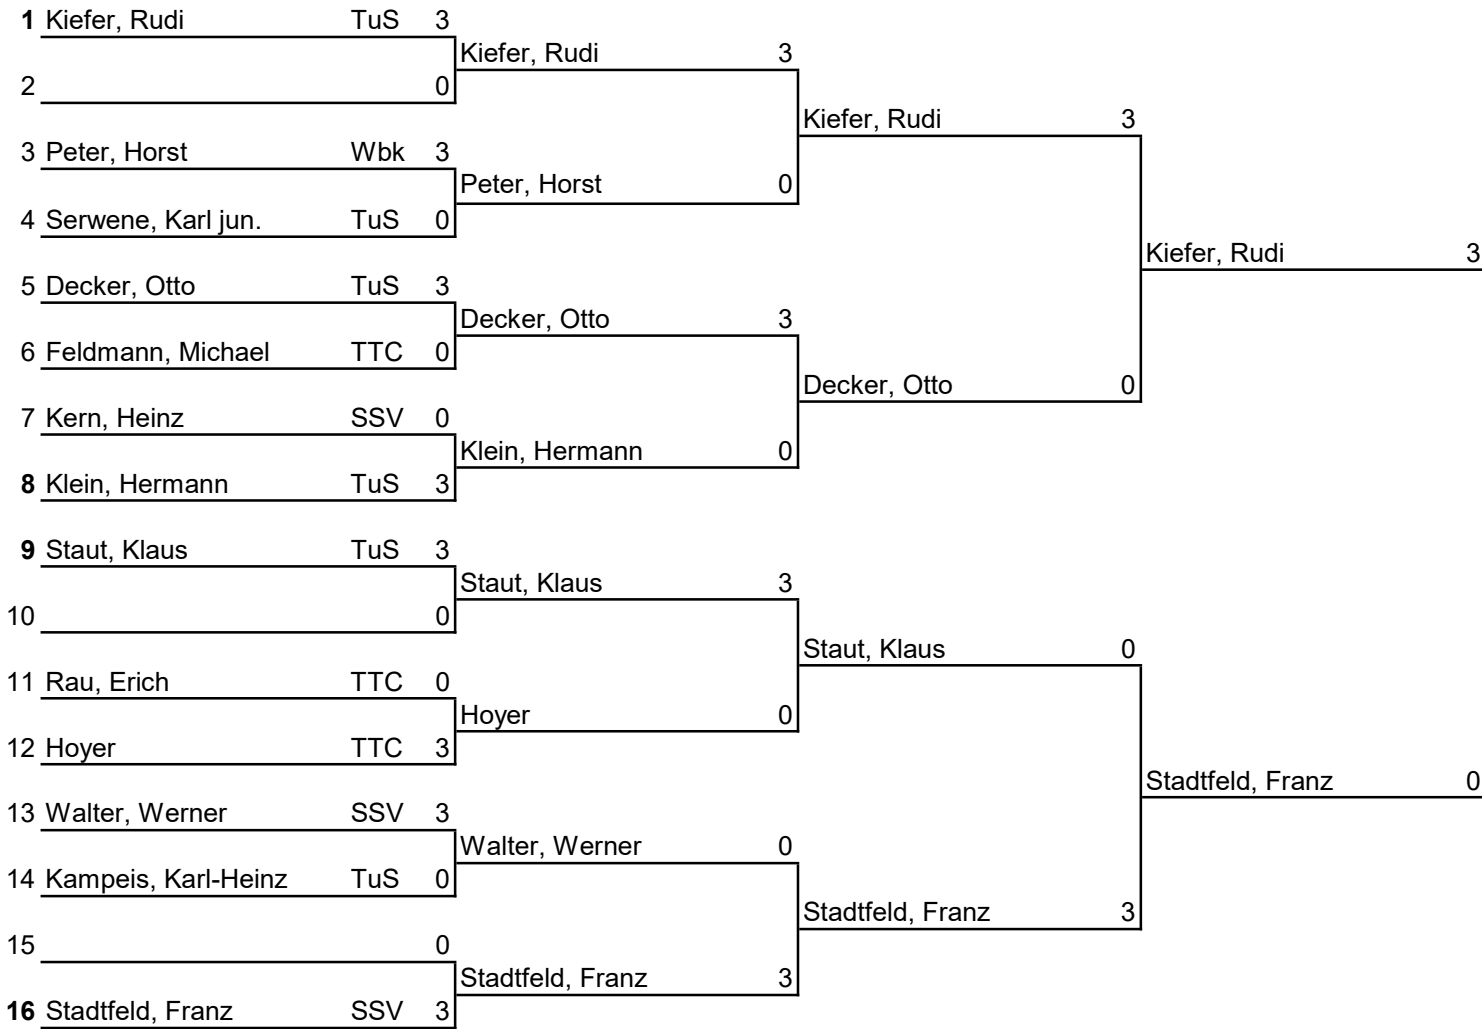 1 Kiefer, Rudi TuS 3
Kiefer, Rudi 3
2 0
Kiefer, Rudi 3
3 Peter, Horst Wbk 3
Peter, Horst 0
4 Serwene, Karl jun. TuS 0
Kiefer, Rudi 3
5 Decker, Otto TuS 3
Decker, Otto 3
6 Feldmann, Michael TTC 0
Decker, Otto 0
7 Kern, Heinz SSV 0
Klein, Hermann 0
8 Klein, Hermann TuS 3
9 Staut, Klaus TuS 3
Staut, Klaus 3
10 0
Staut, Klaus 0
11 Rau, Erich TTC 0
Hoyer 0
12 Hoyer TTC 3
Stadtfeld, Franz 0
13 Walter, Werner SSV 3
Walter, Werner 0
14 Kampeis, Karl-Heinz TuS 0
Stadtfeld, Franz 3
15 0
Stadtfeld, Franz 3
16 Stadtfeld, Franz SSV 3